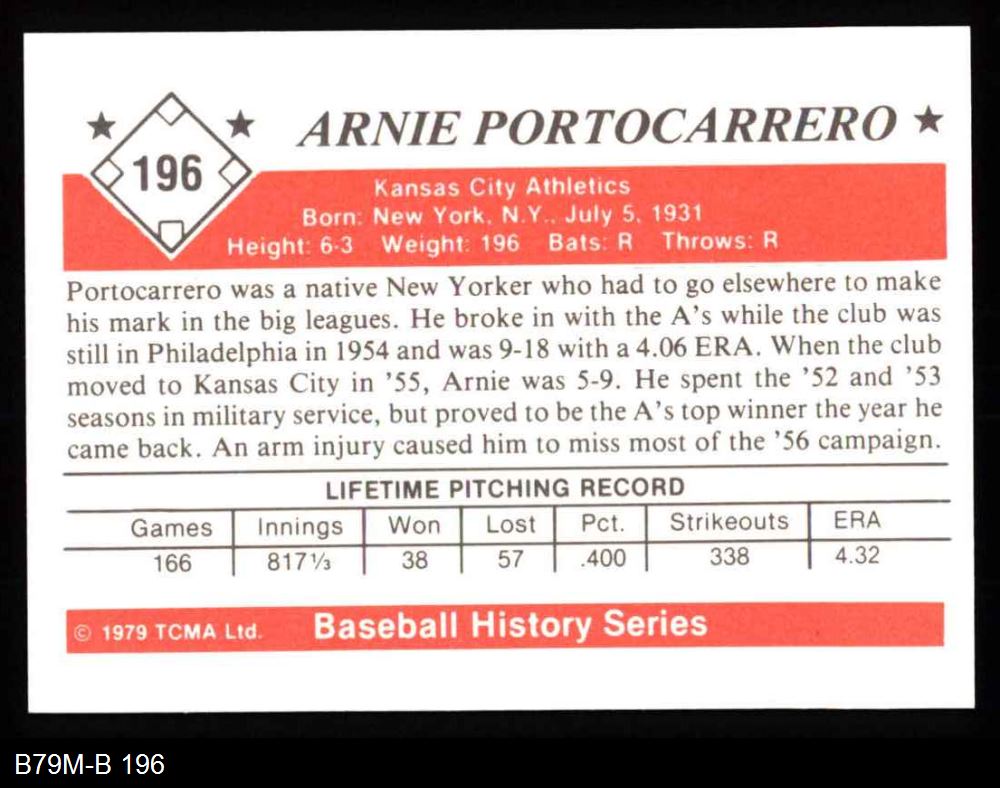 196
ARNIE PORTOCARRERO
Kansas City Athletics
Born: New York, N.Y., July 5, 1931
Height: 6-3 Weight: 196 Bats: R Throws: R
Portocarrero was a native New Yorker who had to go elsewhere to make
his mark in the big leagues. He broke in with the A's while the club was
still in Philadelphia in 1954 and was 9-18 with a 4.06 ERA. When the club
moved to Kansas City in '55, Arnie was 5-9. He spent the '52 and '53
seasons in military service, but proved to be the A's top winner the year he
came back. An arm injury caused him to miss most of the '56 campaign.
LIFETIME PITCHING RECORD
Games Innings Won Lost Pct. Strikeouts ERA
166 817⅓ 38 57 .400 338 4.32
© 1979 TCMA Ltd. Baseball History Series
B79M-B 196